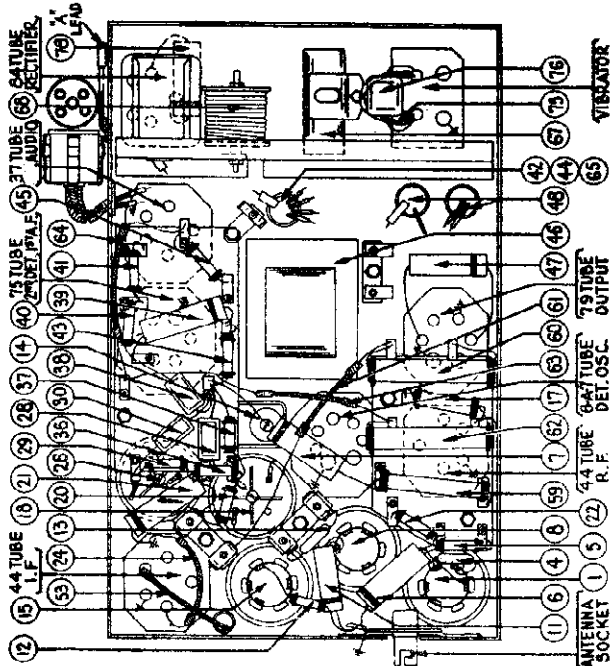 12
15
44 TUBE
I.F
53
24
13
18
20
21
26
29
36
28
30
37
38
14
43
39
40
41
75 TUBE
2ND DET. 1ST A.F.
64
45
37 TUBE
AUDIO
68
84 TUBE
RECTIFIER
78
"A"
LEAD
ANTENNA
SOCKET
11
6
1
4
5
8
22
59
7
44 TUBE
R.F.
62
17
6-A-7 TUBE
DET. OSC.
63
60
61
79 TUBE
OUTPUT
47
46
48
42
44
65
67
75
76
VIBRATOR